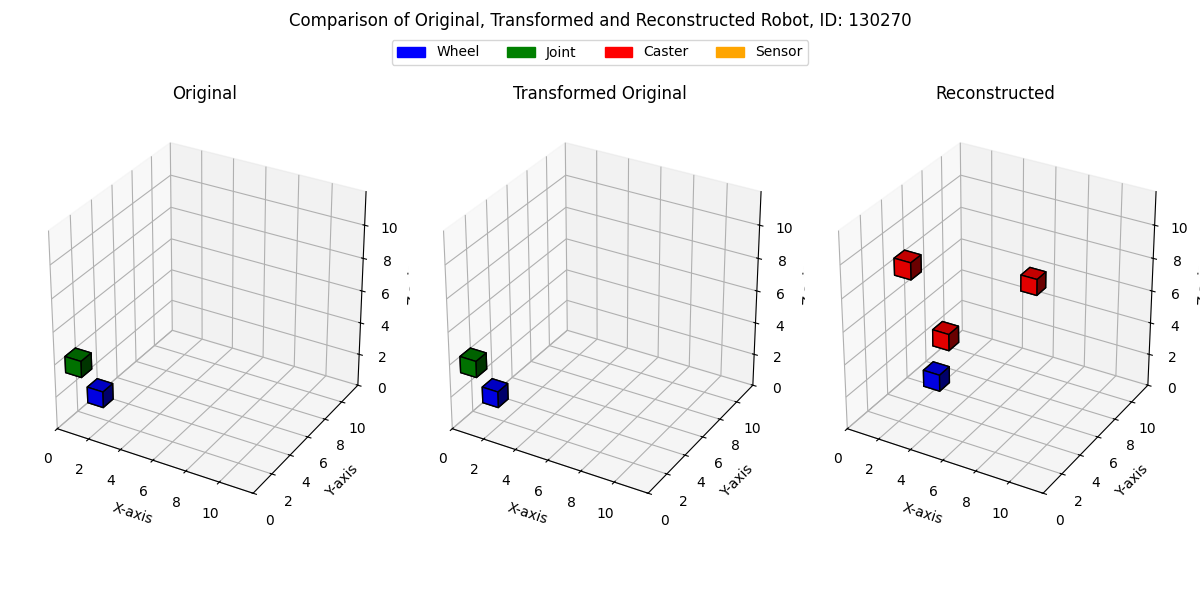 Comparison of Original, Transformed and Reconstructed Robot, ID: 130270
Wheel Joint Caster Sensor
Original
Transformed Original
Reconstructed
0 2 4 6 8 10
X-axis
0 2 4 6 8 10
Y-axis
0 2 4 6 8 10
0 2 4 6 8 10
X-axis
0 2 4 6 8 10
Y-axis
0 2 4 6 8 10
0 2 4 6 8 10
X-axis
0 2 4 6 8 10
Y-axis
0 2 4 6 8 10